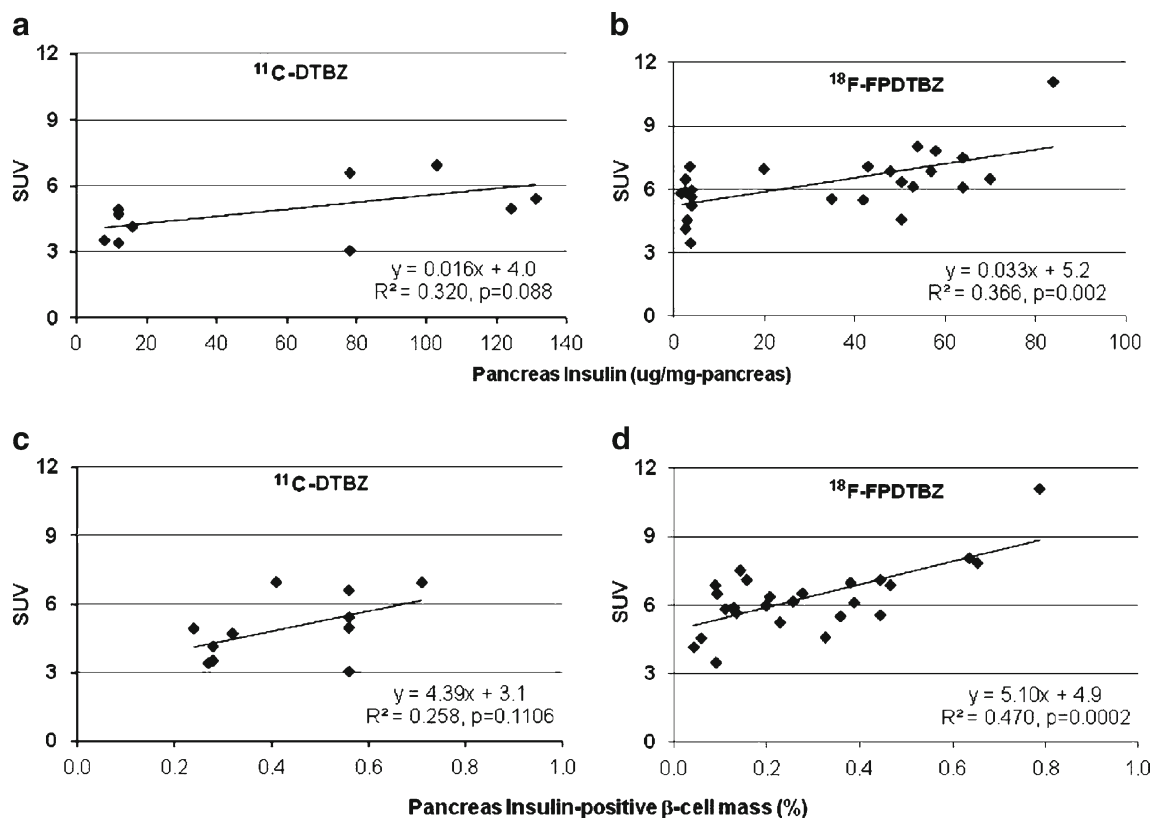 a
b
12
9
6
3
0
SUV
¹¹C-DTBZ
y = 0.016x + 4.0
R² = 0.320, p=0.088
0 20 40 60 80 100 120 140
12
9
6
3
0
SUV
¹⁸F-FPDTBZ
y = 0.033x + 5.2
R² = 0.366, p=0.002
0 20 40 60 80 100
Pancreas Insulin (ug/mg-pancreas)
c
d
12
9
6
3
0
SUV
¹¹C-DTBZ
y = 4.39x + 3.1
R² = 0.258, p=0.1106
0.0 0.2 0.4 0.6 0.8 1.0
12
9
6
3
0
SUV
¹⁸F-FPDTBZ
y = 5.10x + 4.9
R² = 0.470, p=0.0002
0.0 0.2 0.4 0.6 0.8 1.0
Pancreas Insulin-positive β-cell mass (%)